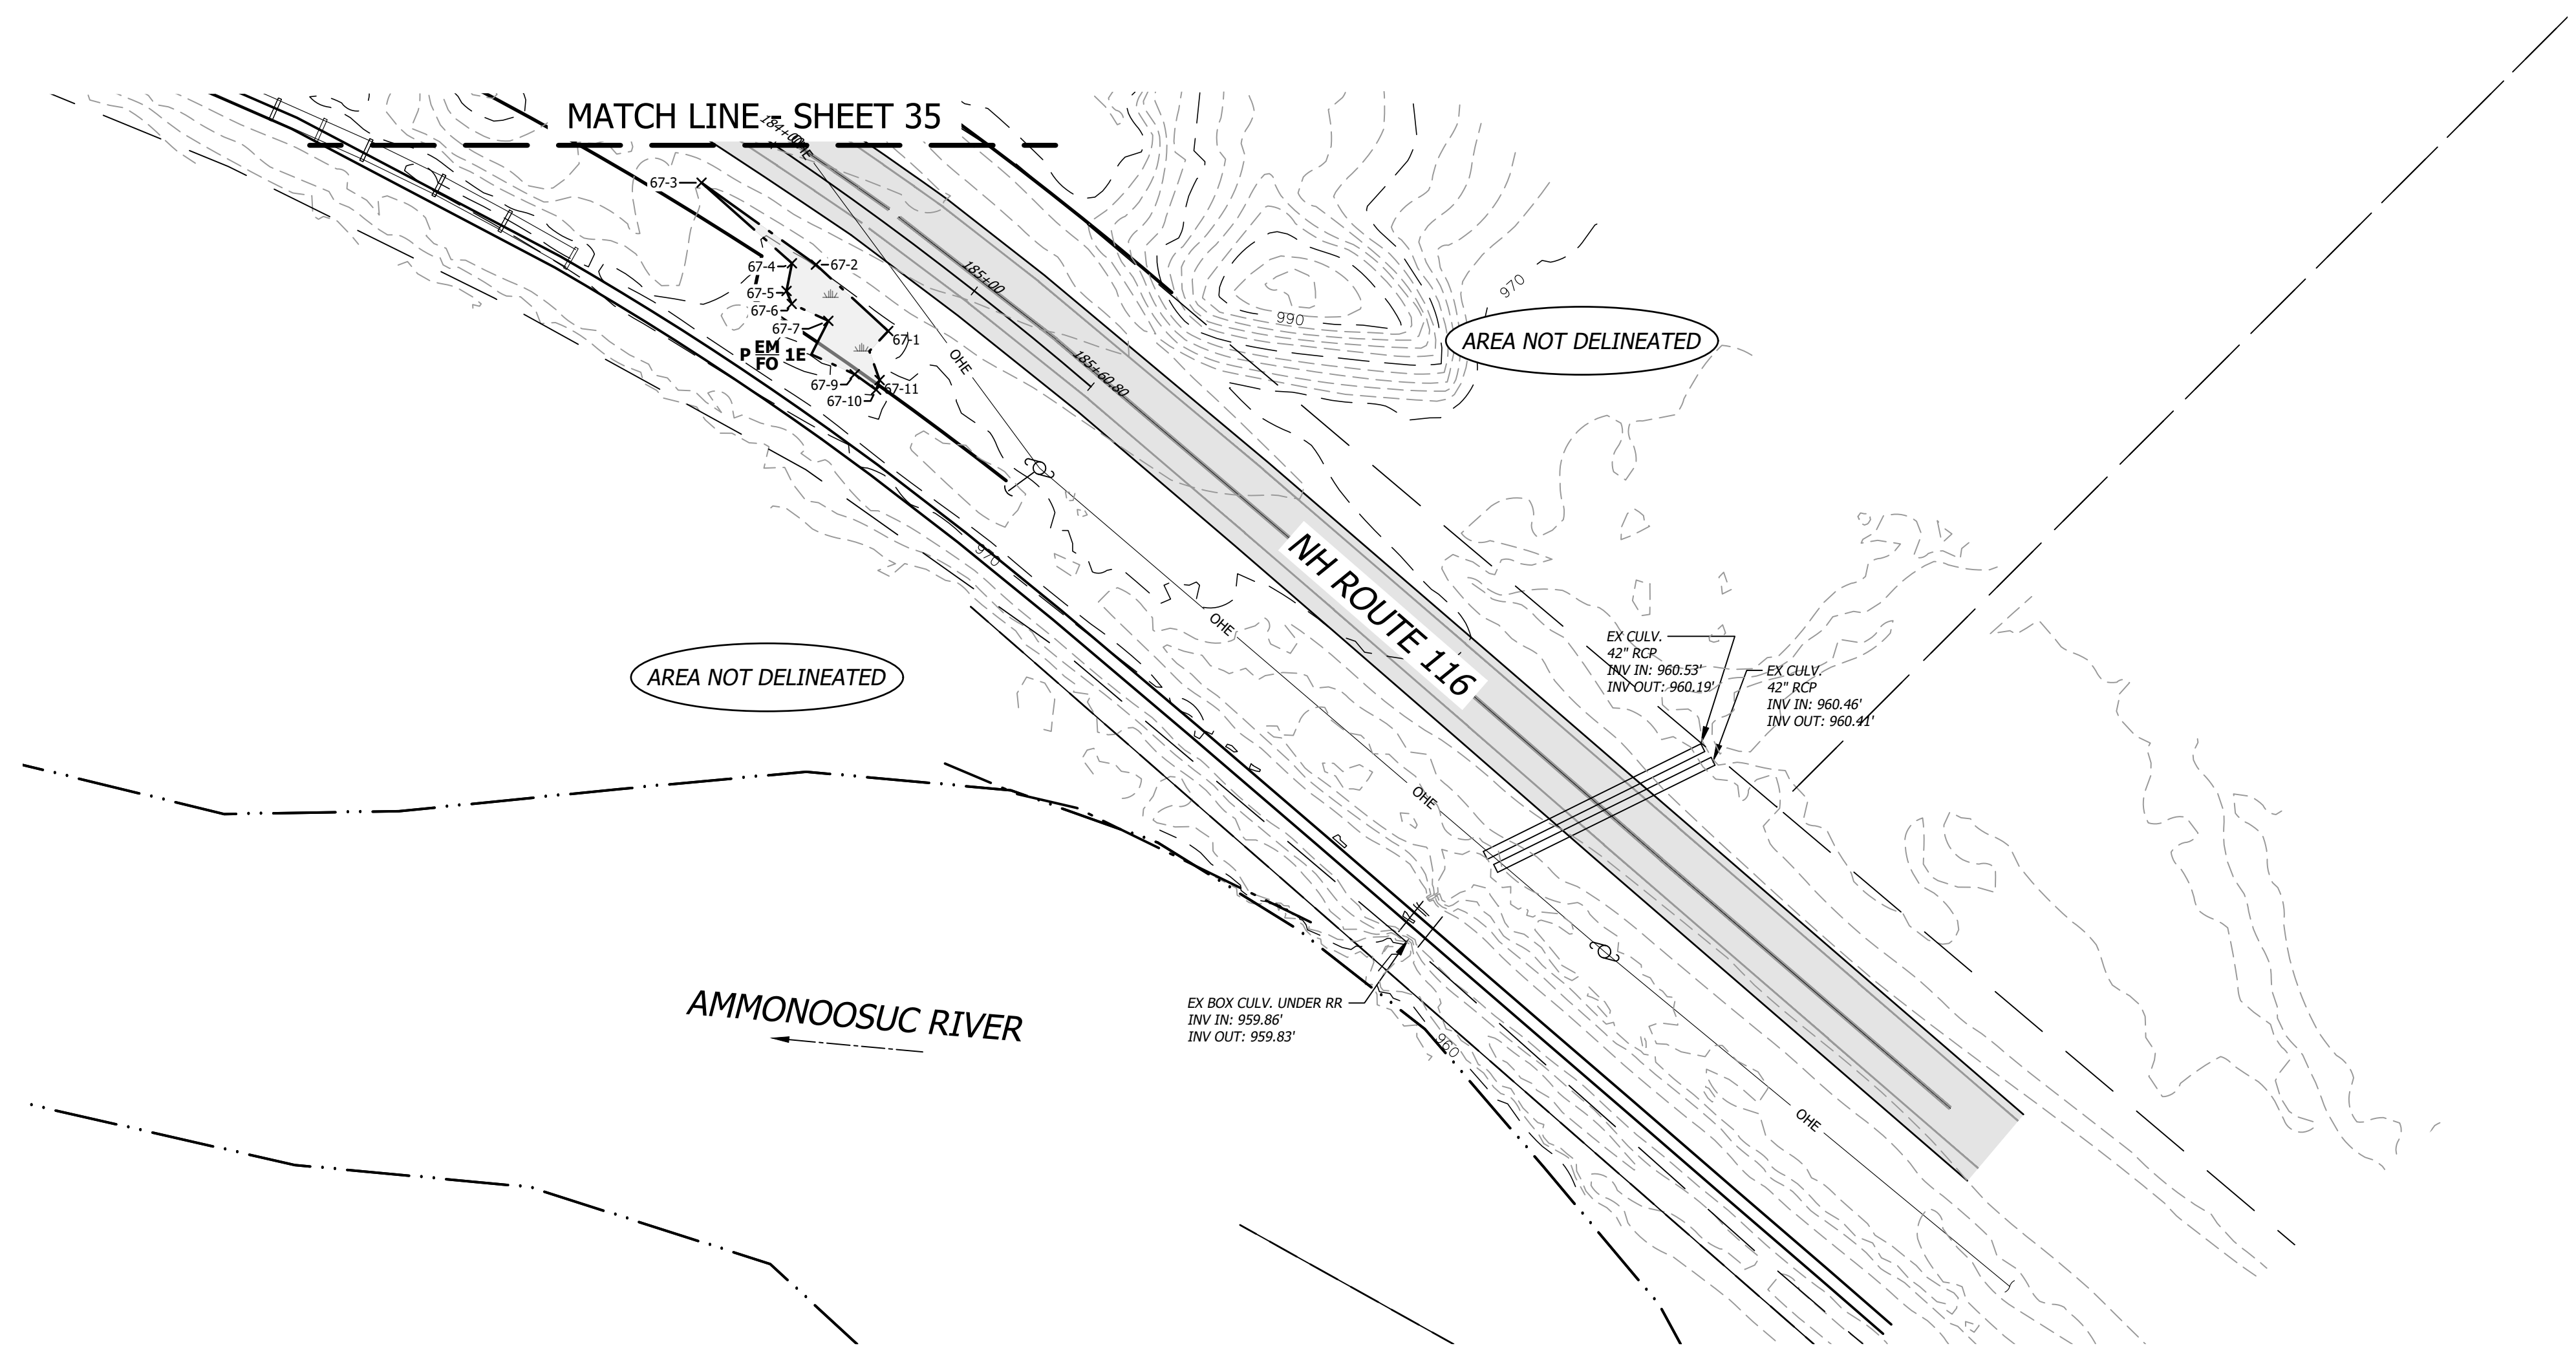 MATCH LINE - SHEET 35
184+00
OHE
67-3
67-4
67-2
67-5
67-6
67-7
67-1
P EM 1E
FO
67-9
67-11
67-10
185+00
OHE
185+60.80
990
970
AREA NOT DELINEATED
970
NH ROUTE 116
OHE
AREA NOT DELINEATED
EX CULV.
42" RCP
INV IN: 960.53'
INV OUT: 960.19'
EX CULV.
42" RCP
INV IN: 960.46'
INV OUT: 960.41'
OHE
AMMONOOSUC RIVER
EX BOX CULV. UNDER RR
INV IN: 959.86'
INV OUT: 959.83'
960
OHE